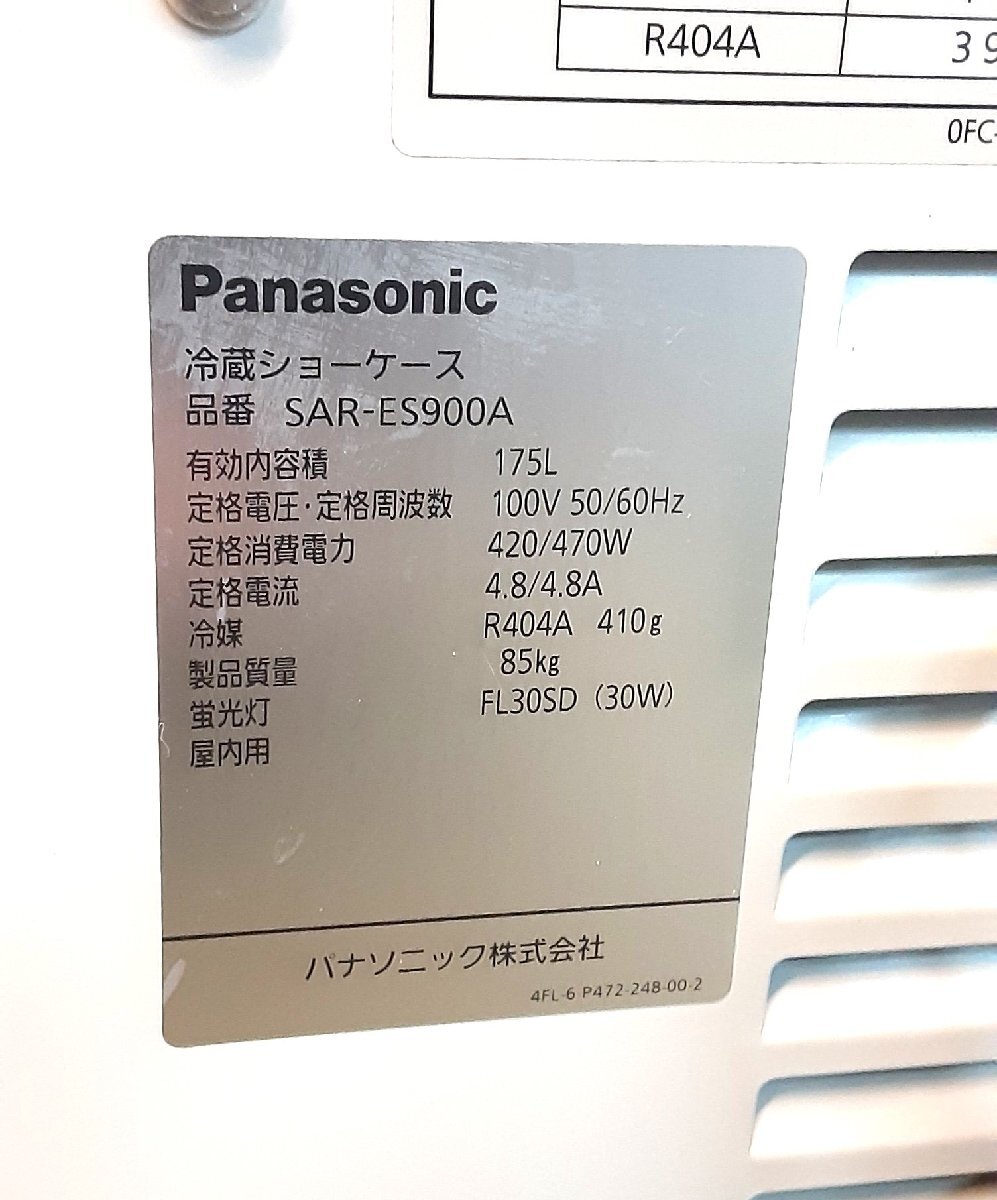 R404A 39
0FC-
Panasonic
冷蔵ショーケース
品番 SAR-ES900A
有効内容積 175L
定格電圧・定格周波数 100V 50/60Hz
定格消費電力 420/470W
定格電流 4.8/4.8A
冷媒 R404A 410g
製品質量 85kg
蛍光灯 FL30SD（30W）
屋内用
パナソニック株式会社
4FL-6 P472-248-00-2